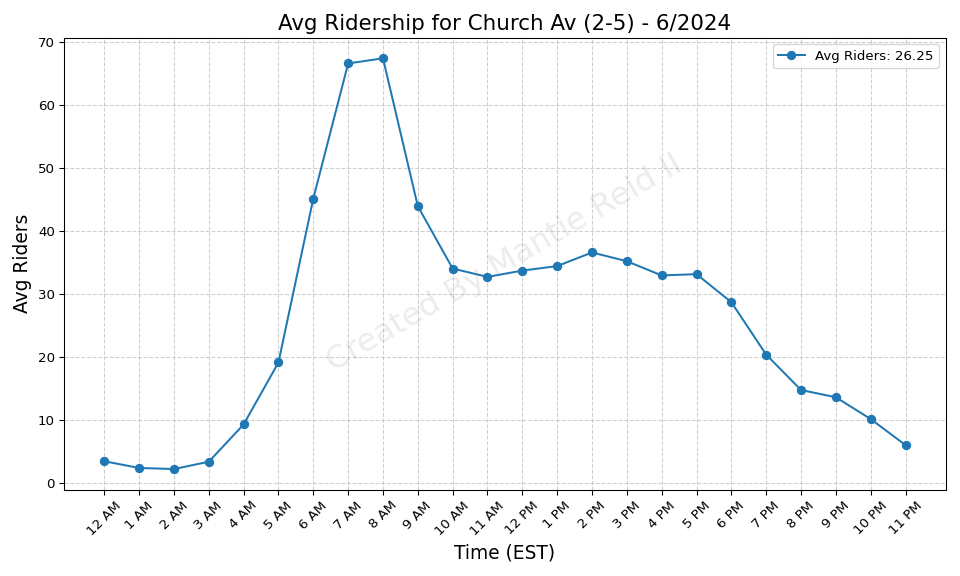 Avg Ridership for Church Av (2-5) - 6/2024
Avg Riders: 26.25
70
60
50
40
30
20
10
0
Avg Riders
Created By Mantie Reid II
12 AM
1 AM
2 AM
3 AM
4 AM
5 AM
6 AM
7 AM
8 AM
9 AM
10 AM
11 AM
12 PM
1 PM
2 PM
3 PM
4 PM
5 PM
6 PM
7 PM
8 PM
9 PM
10 PM
11 PM
Time (EST)